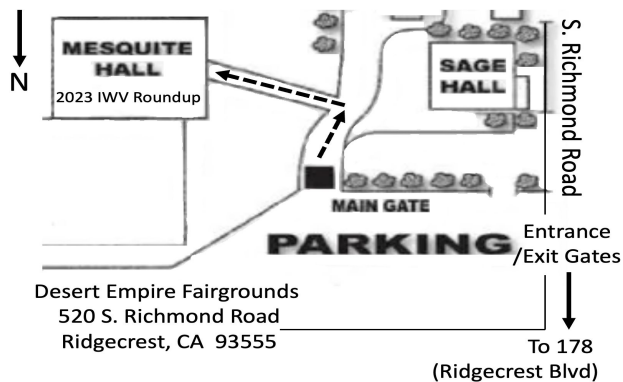 N
MESQUITE
HALL
2023 IWV Roundup
SAGE
HALL
S. Richmond Road
MAIN GATE
PARKING
Entrance
/Exit Gates
Desert Empire Fairgrounds
520 S. Richmond Road
Ridgecrest, CA  93555
To 178
(Ridgecrest Blvd)